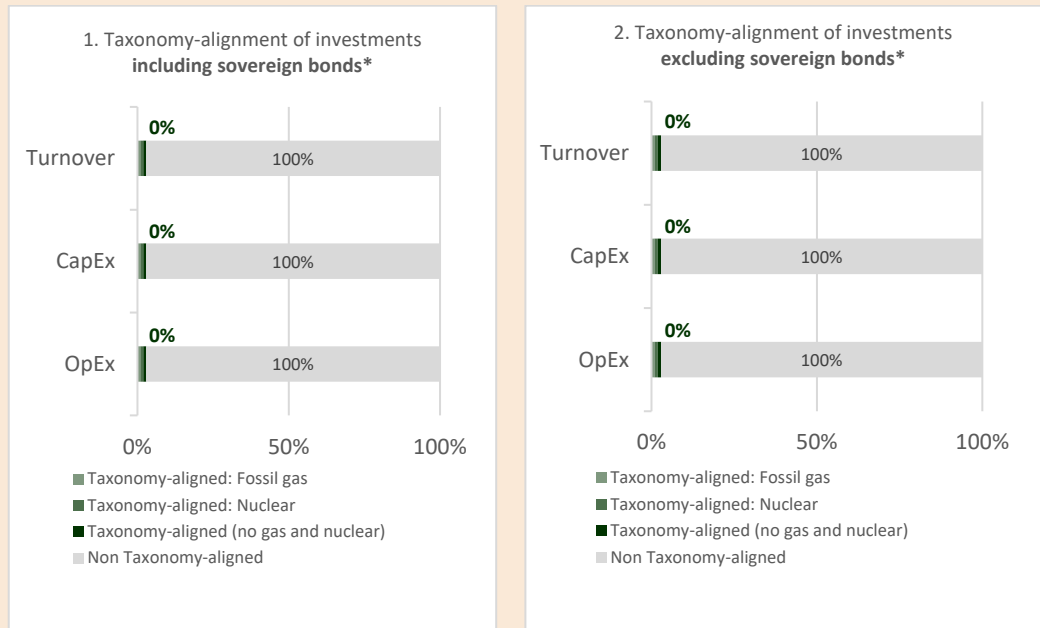 1. Taxonomy-alignment of investments
including sovereign bonds*
0%
Turnover
100%
0%
CapEx
100%
0%
OpEx
100%
0%
50%
100%
Taxonomy-aligned: Fossil gas
Taxonomy-aligned: Nuclear
Taxonomy-aligned (no gas and nuclear)
Non Taxonomy-aligned
2. Taxonomy-alignment of investments
excluding sovereign bonds*
0%
Turnover
100%
0%
CapEx
100%
0%
OpEx
100%
0%
50%
100%
Taxonomy-aligned: Fossil gas
Taxonomy-aligned: Nuclear
Taxonomy-aligned (no gas and nuclear)
Non Taxonomy-aligned